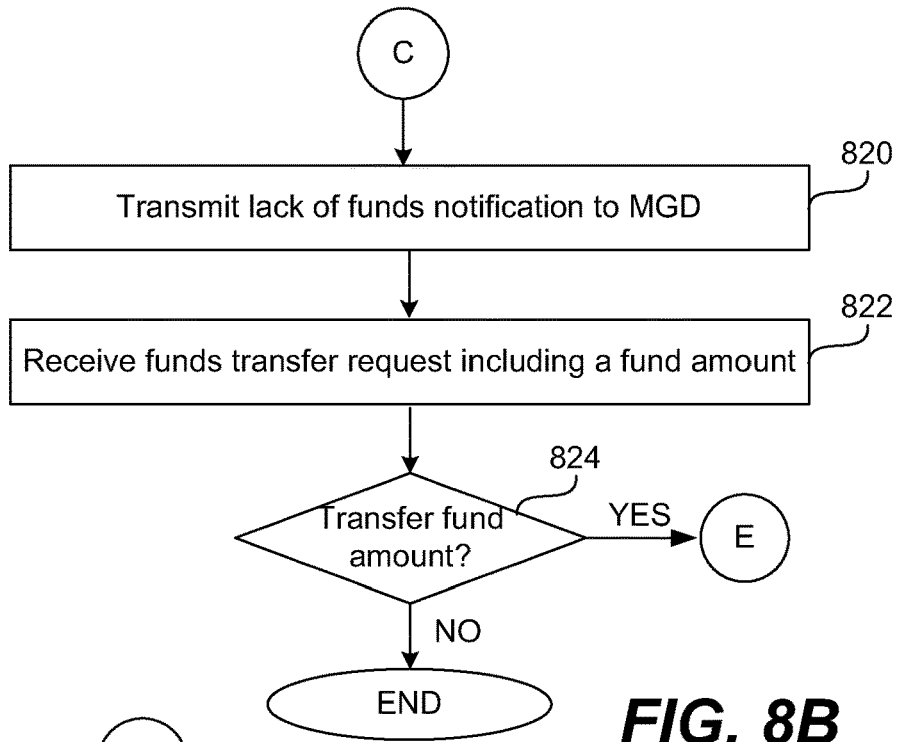 C
820
Transmit lack of funds notification to MGD
822
Receive funds transfer request including a fund amount
824
Transfer fund
amount?
YES
E
NO
END
FIG. 8B